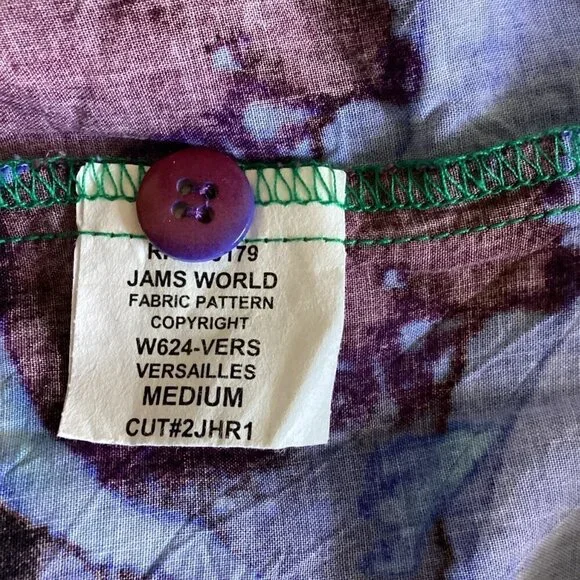 JAMS WORLD
FABRIC PATTERN
COPYRIGHT
W624-VERS
VERSAILLES
MEDIUM
CUT#2JHR1